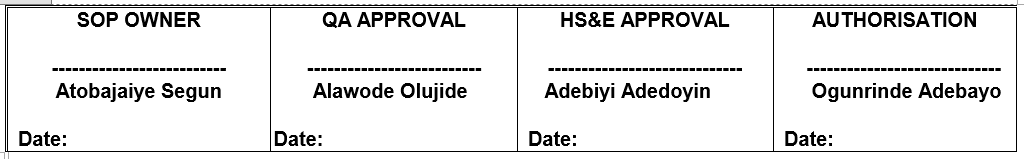 SOP OWNER QA APPROVAL HS&E APPROVAL AUTHORISATION
-------------------------- -------------------------- ----------------------------- -----------------------------
Atobajaiye Segun Alawode Olujide Adebiyi Adedoyin Ogunrinde Adebayo
Date: Date: Date: Date: